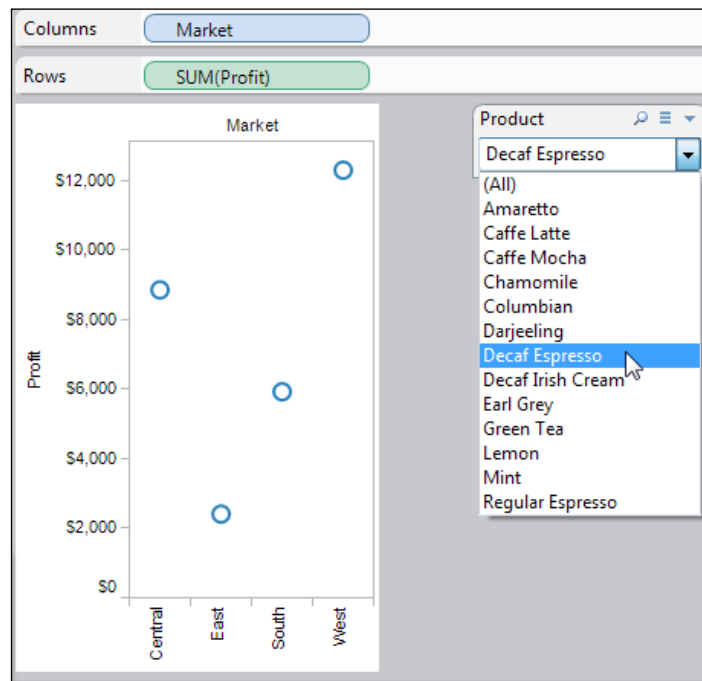 Columns Market
Rows SUM(Profit)
Market
Profit
$12,000
$10,000
$8,000
$6,000
$4,000
$2,000
$0
Central East South West
Product
Decaf Espresso
(All)
Amaretto
Caffe Latte
Caffe Mocha
Chamomile
Columbian
Darjeeling
Decaf Espresso
Decaf Irish Cream
Earl Grey
Green Tea
Lemon
Mint
Regular Espresso